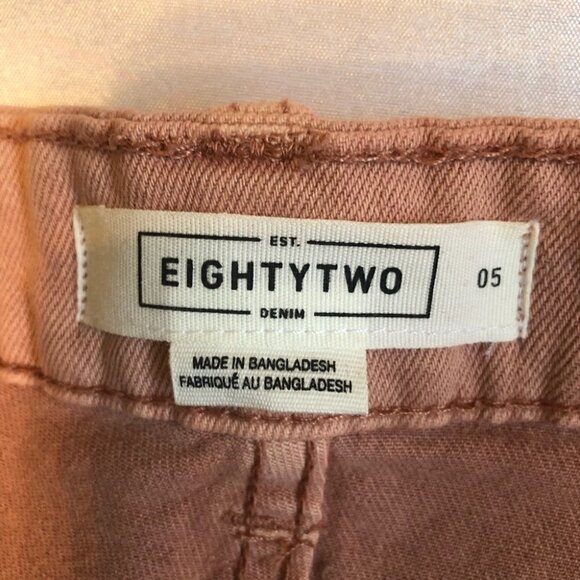 EST.
EIGHTYTWO
DENIM
05
MADE IN BANGLADESH
FABRIQUÉ AU BANGLADESH